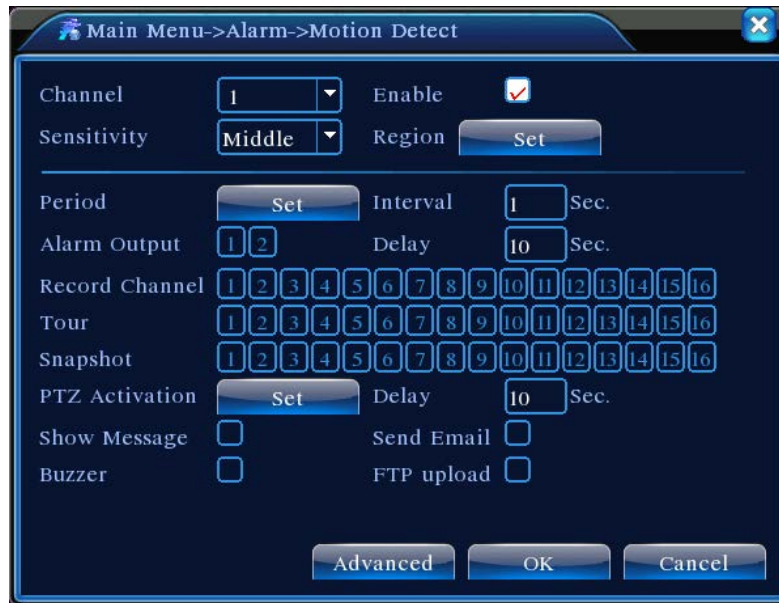 Main Menu->Alarm->Motion Detect
Channel 1 Enable
Sensitivity Middle Region Set
Period Set Interval 1 Sec.
Alarm Output 1 2 Delay 10 Sec.
Record Channel 1 2 3 4 5 6 7 8 9 10 11 12 13 14 15 16
Tour 1 2 3 4 5 6 7 8 9 10 11 12 13 14 15 16
Snapshot 1 2 3 4 5 6 7 8 9 10 11 12 13 14 15 16
PTZ Activation Set Delay 10 Sec.
Show Message Send Email
Buzzer FTP upload
Advanced OK Cancel